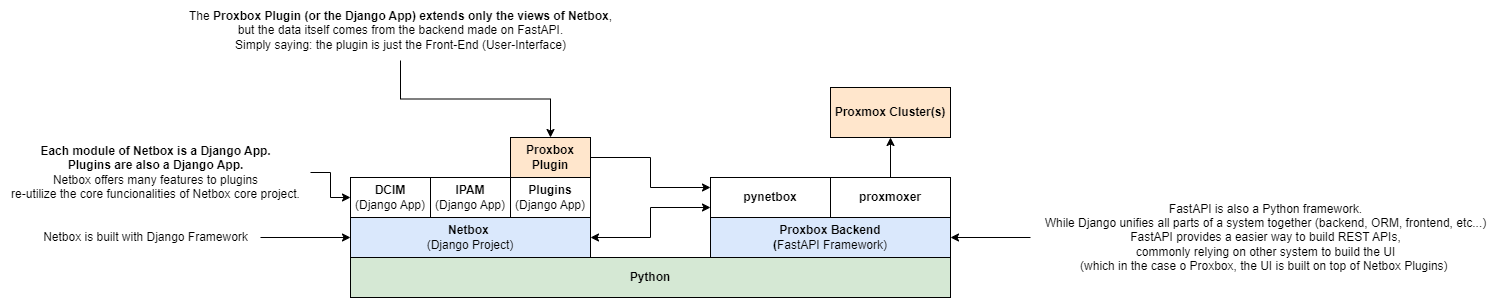 The Proxbox Plugin (or the Django App) extends only the views of Netbox,
but the data itself comes from the backend made on FastAPI.
Simply saying: the plugin is just the Front-End (User-Interface)
Proxmox Cluster(s)
Each module of Netbox is a Django App.
Plugins are also a Django App.
Netbox offers many features to plugins
re-utilize the core funcionalities of Netbox core project.
Proxbox
Plugin
DCIM
(Django App)
IPAM
(Django App)
Plugins
(Django App)
pynetbox
proxmoxer
Netbox is built with Django Framework
Netbox
(Django Project)
Proxbox Backend
(FastAPI Framework)
FastAPI is also a Python framework.
While Django unifies all parts of a system together (backend, ORM, frontend, etc...)
FastAPI provides a easier way to build REST APIs,
commonly relying on other system to build the UI
(which in the case o Proxbox, the UI is built on top of Netbox Plugins)
Python